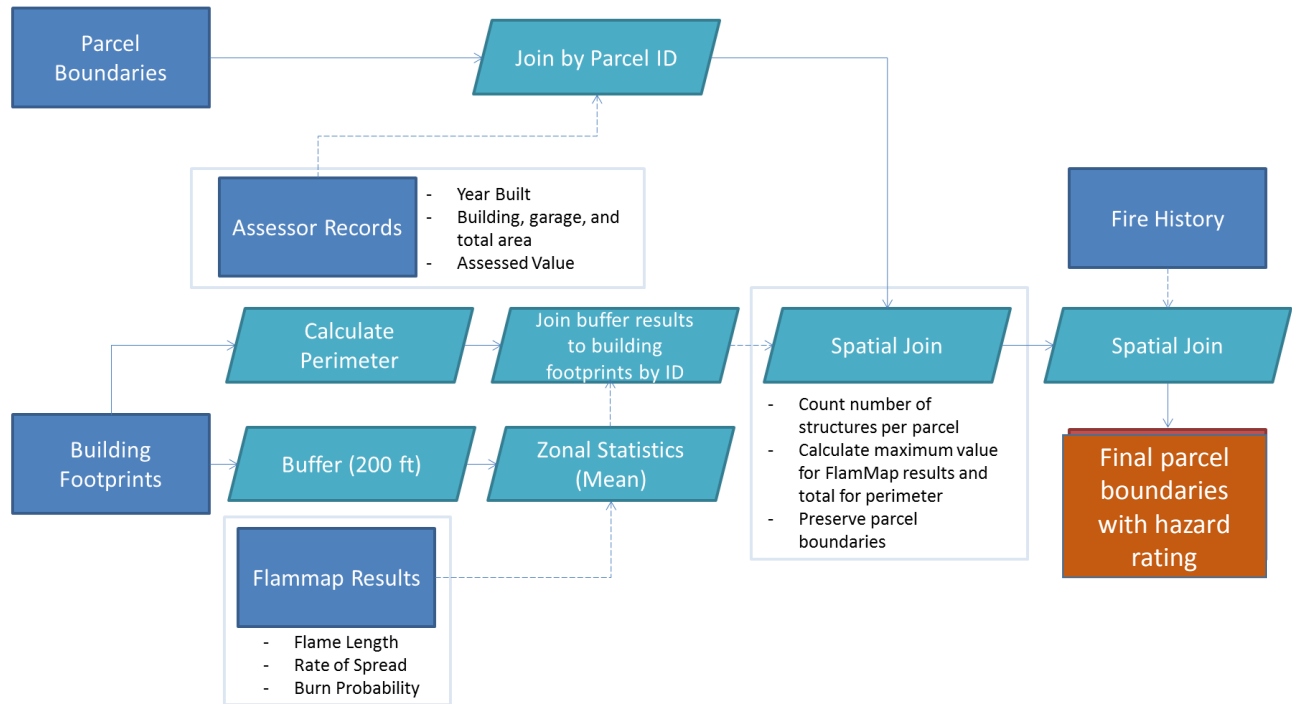 Parcel
Boundaries
Join by Parcel ID
Assessor Records
- Year Built
- Building, garage, and
total area
- Assessed Value
Fire History
Calculate
Perimeter
Join buffer results
to building
footprints by ID
Spatial Join
Spatial Join
- Count number of
structures per parcel
- Calculate maximum value
for FlamMap results and
total for perimeter
- Preserve parcel
boundaries
Building
Footprints
Buffer (200 ft)
Zonal Statistics
(Mean)
Final parcel
boundaries
with hazard
rating
Flammap Results
- Flame Length
- Rate of Spread
- Burn Probability